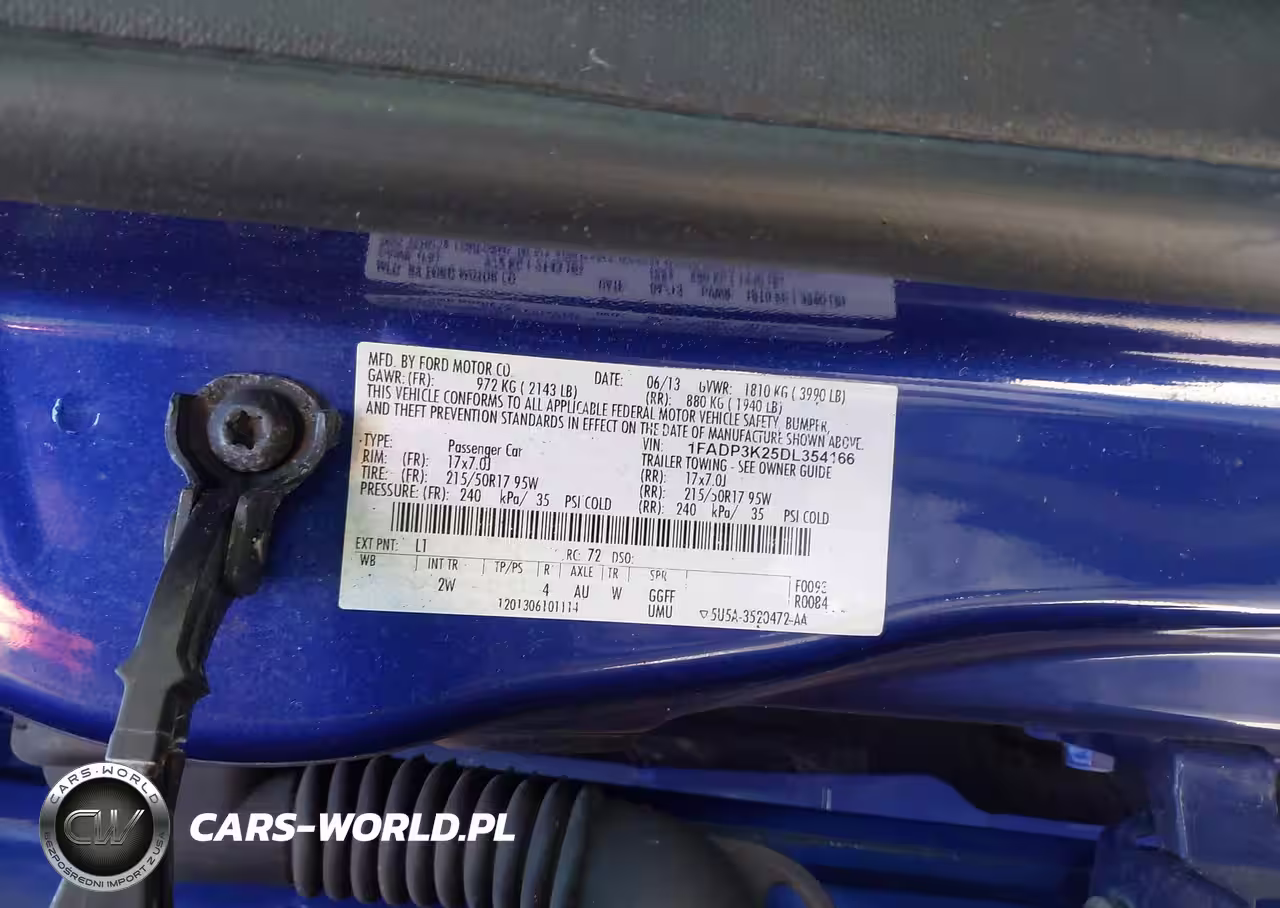 MFD. BY FORD MOTOR CO. DATE: 06/13 GVWR: 1810 KG ( 3990 LB)
GAWR: (FR): 972 KG ( 2143 LB) (RR): 880 KG ( 1940 LB)
THIS VEHICLE CONFORMS TO ALL APPLICABLE FEDERAL MOTOR VEHICLE SAFETY, BUMPER,
AND THEFT PREVENTION STANDARDS IN EFFECT ON THE DATE OF MANUFACTURE SHOWN ABOVE.
VIN: 1FADP3K25DL354166
TYPE: Passenger Car TRAILER TOWING - SEE OWNER GUIDE
RIM: (FR): 17x7.0J (RR): 17x7.0J
TIRE: (FR): 215/50R17 95W (RR): 215/50R17 95W
PRESSURE: (FR): 240 kPa/ 35 PSI COLD (RR): 240 kPa/ 35 PSI COLD
EXT PNT: L1 RC: 72 DSO:
WB INT TR TP/PS R AXLE TR SPR
2W 4 AU W GGFF
UMU
R0084
1201306101114 5U5A-3520472-AA
CARS-WORLD
CW
BEZPOŚREDNI IMPORT Z USA
CARS-WORLD.PL